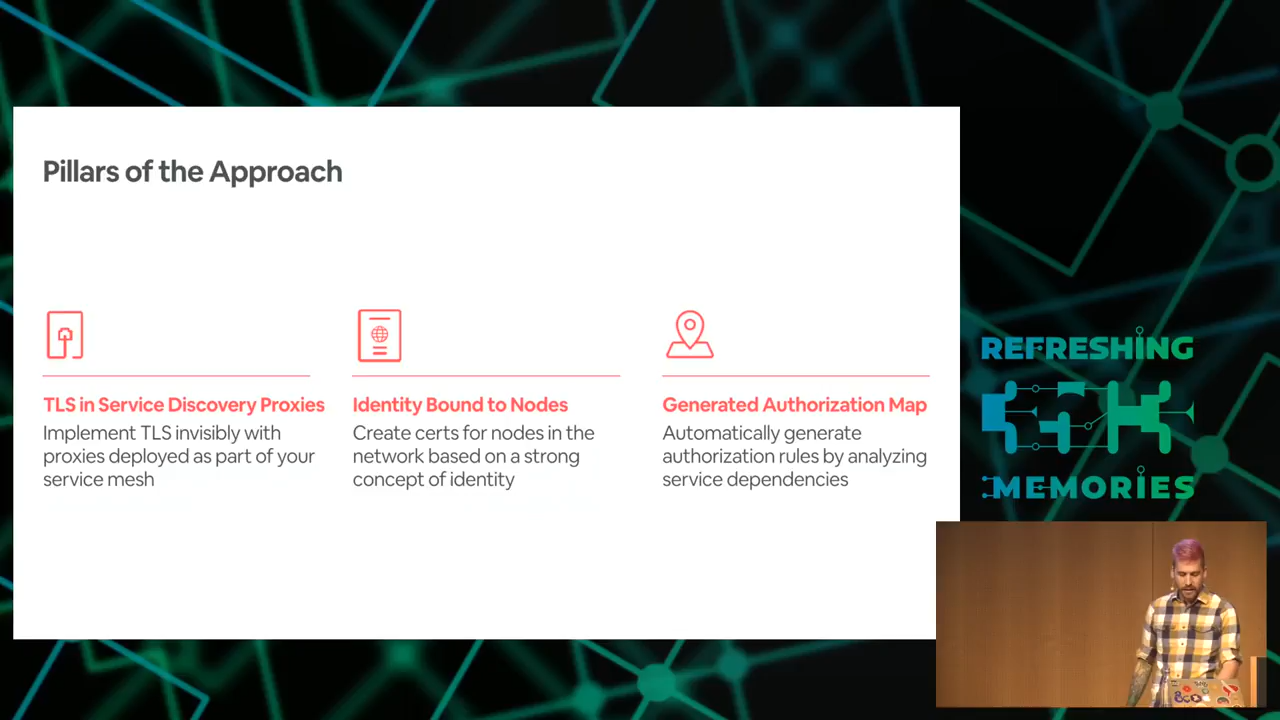 Pillars of the Approach
TLS in Service Discovery Proxies
Implement TLS invisibly with
proxies deployed as part of your
service mesh
Identity Bound to Nodes
Create certs for nodes in the
network based on a strong
concept of identity
Generated Authorization Map
Automatically generate
authorization rules by analyzing
service dependencies
REFRESHING
MEMORIES